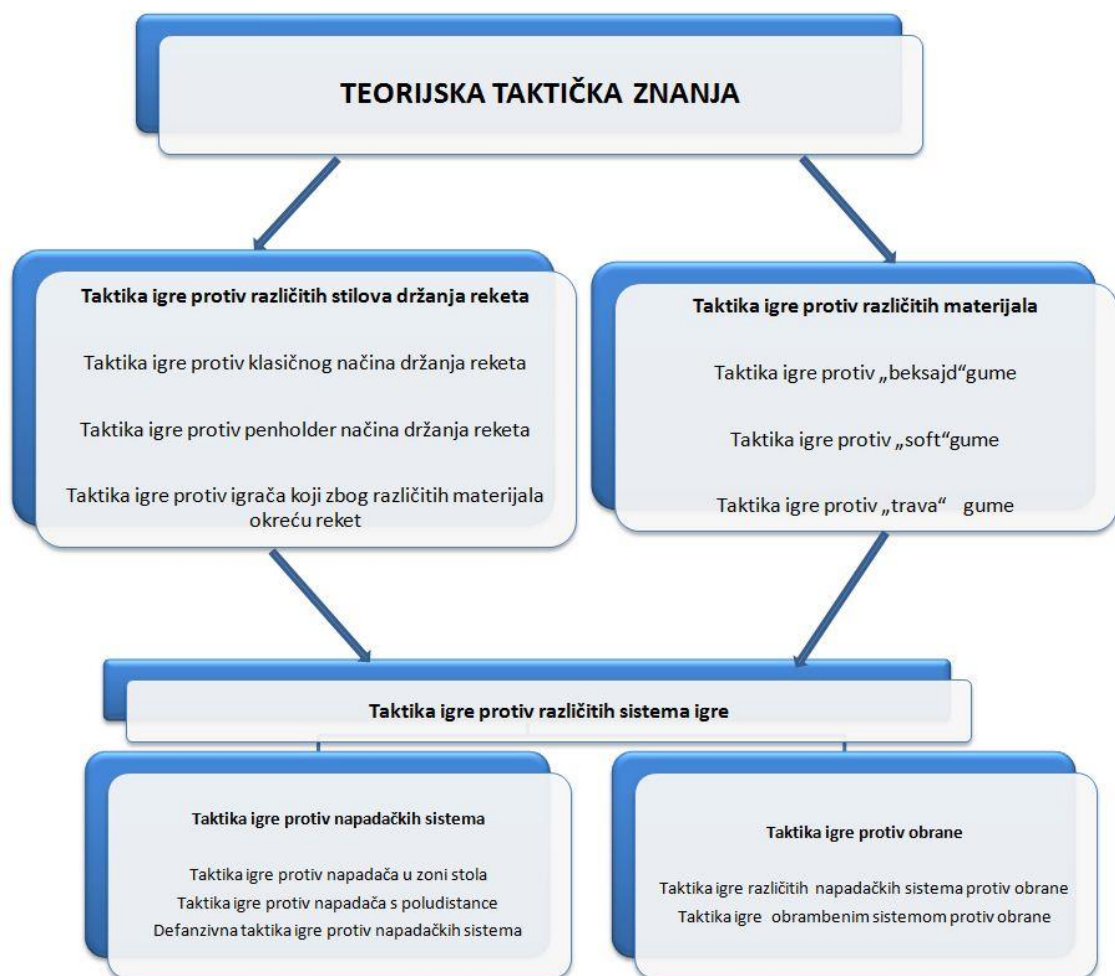 TEORIJSKA TAKTIČKA ZNANJA
Taktika igre protiv različitih stilova držanja reketa
Taktika igre protiv klasičnog načina držanja reketa
Taktika igre protiv penholder načina držanja reketa
Taktika igre protiv igrača koji zbog različitih materijala
okreću reket
Taktika igre protiv različitih materijala
Taktika igre protiv „beksajd“gume
Taktika igre protiv „soft“gume
Taktika igre protiv „trava“ gume
Taktika igre protiv različitih sistema igre
Taktika igre protiv napadačkih sistema
Taktika igre protiv napadača u zoni stola
Taktika igre protiv napadača s poludistance
Defanzivna taktika igre protiv napadačkih sistema
Taktika igre protiv obrane
Taktika igre različitih napadačkih sistema protiv obrane
Taktika igre obrambenim sistemom protiv obrane